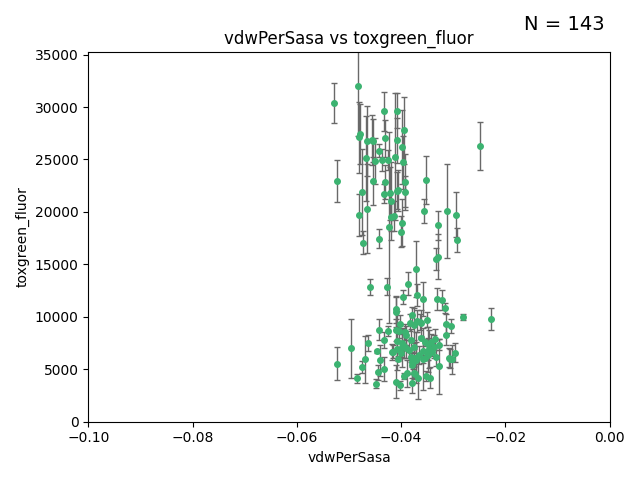 N = 143
vdwPerSasa vs toxgreen_fluor
toxgreen_fluor
35000
30000
25000
20000
15000
10000
5000
0
−0.10 −0.08 −0.06 −0.04 −0.02 0.00
vdwPerSasa